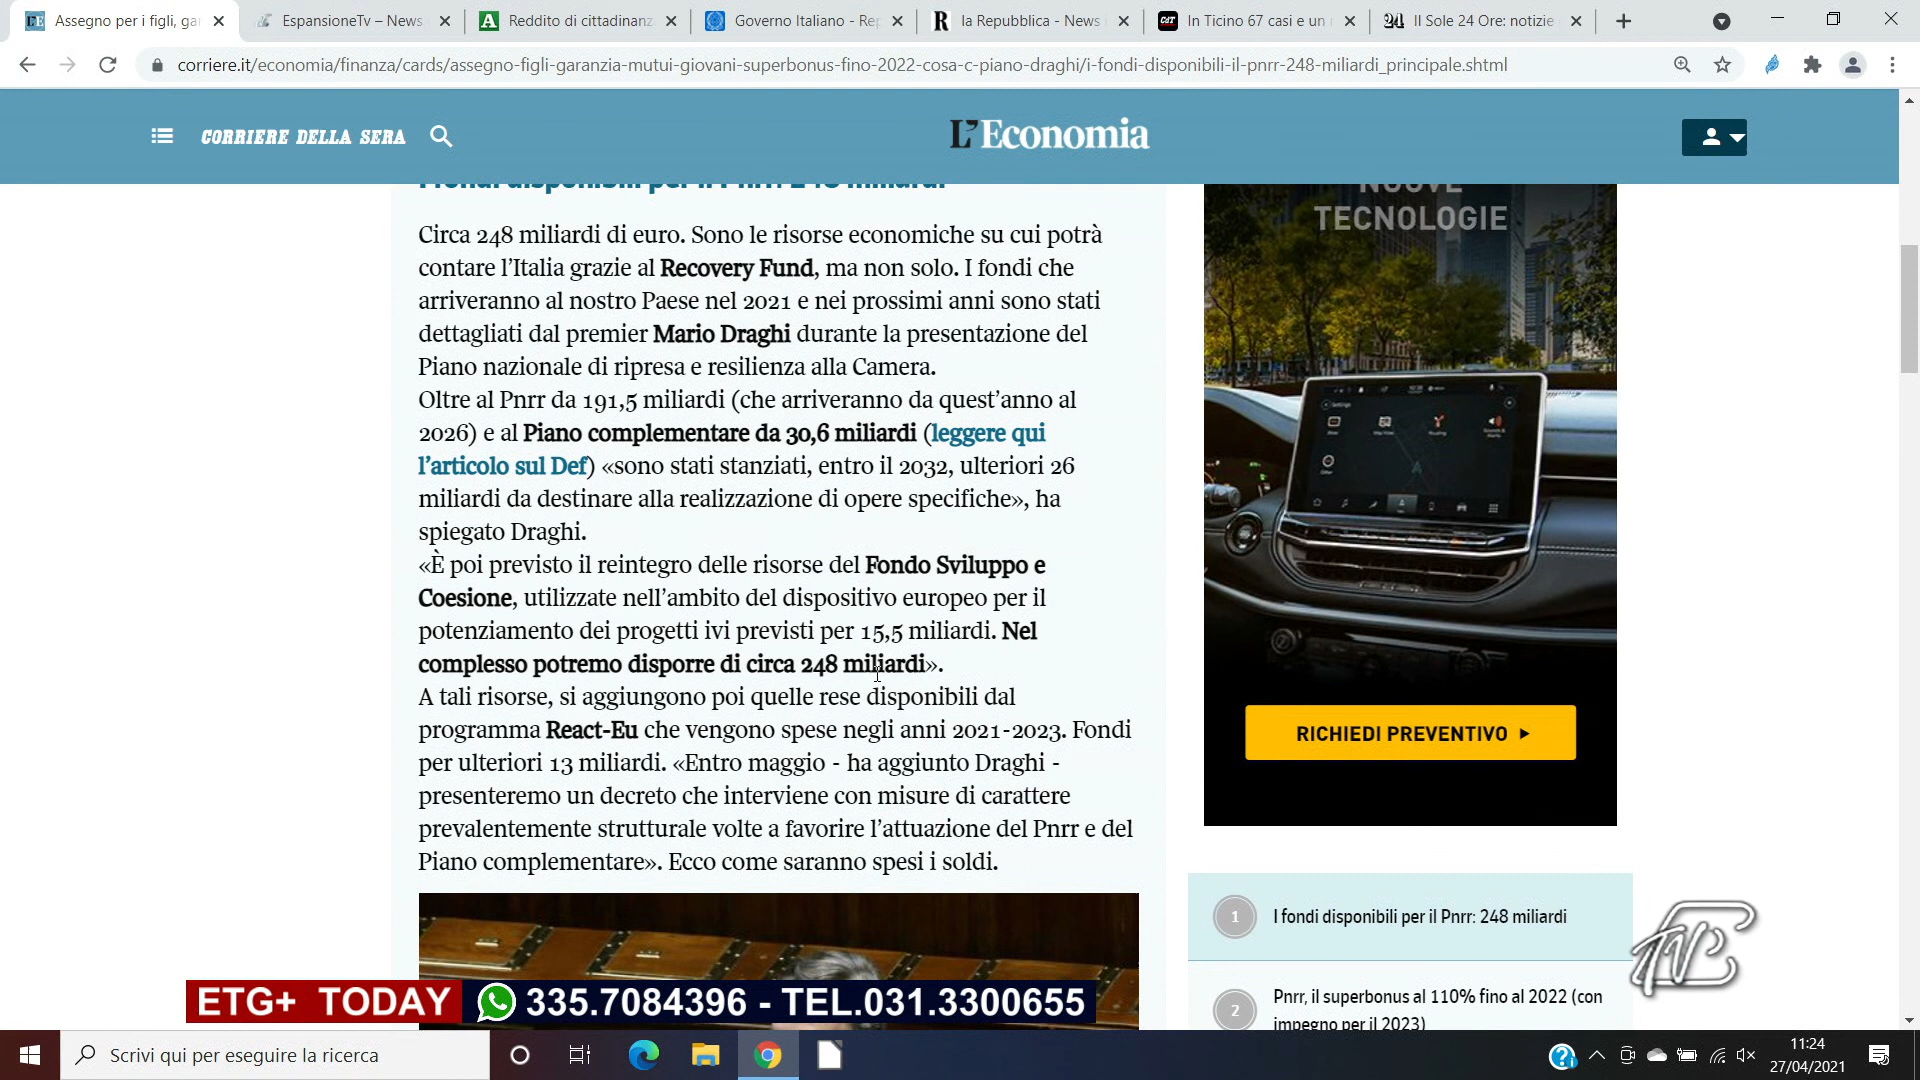 Assegno per i figli, ga
EspansioneTv – News
Reddito di cittadinanz
Governo Italiano - Rep
la Repubblica - News
In Ticino 67 casi e un
Il Sole 24 Ore: notizie
corriere.it/economia/finanza/cards/assegno-figli-garanzia-mutui-giovani-superbonus-fino-2022-cosa-c-piano-draghi/i-fondi-disponibili-il-pnrr-248-miliardi_principale.shtml
CORRIERE DELLA SERA
L'Economia
I fondi disponibili per il Pnrr: 248 miliardi
Circa 248 miliardi di euro. Sono le risorse economiche su cui potrà
contare l’Italia grazie al Recovery Fund, ma non solo. I fondi che
arriveranno al nostro Paese nel 2021 e nei prossimi anni sono stati
dettagliati dal premier Mario Draghi durante la presentazione del
Piano nazionale di ripresa e resilienza alla Camera.
Oltre al Pnrr da 191,5 miliardi (che arriveranno da quest’anno al
2026) e al Piano complementare da 30,6 miliardi (leggere qui
l’articolo sul Def) «sono stati stanziati, entro il 2032, ulteriori 26
miliardi da destinare alla realizzazione di opere specifiche», ha
spiegato Draghi.
«È poi previsto il reintegro delle risorse del Fondo Sviluppo e
Coesione, utilizzate nell’ambito del dispositivo europeo per il
potenziamento dei progetti ivi previsti per 15,5 miliardi. Nel
complesso potremo disporre di circa 248 miliardi».
A tali risorse, si aggiungono poi quelle rese disponibili dal
programma React-Eu che vengono spese negli anni 2021-2023. Fondi
per ulteriori 13 miliardi. «Entro maggio - ha aggiunto Draghi -
presenteremo un decreto che interviene con misure di carattere
prevalentemente strutturale volte a favorire l’attuazione del Pnrr e del
Piano complementare». Ecco come saranno spesi i soldi.
NUOVE
TECNOLOGIE
RICHIEDI PREVENTIVO
1 I fondi disponibili per il Pnrr: 248 miliardi
2 Pnrr, il superbonus al 110% fino al 2022 (con
impegno per il 2023)
ETG+ TODAY 335.7084396 - TEL.031.3300655
Scrivi qui per eseguire la ricerca
11:24
27/04/2021